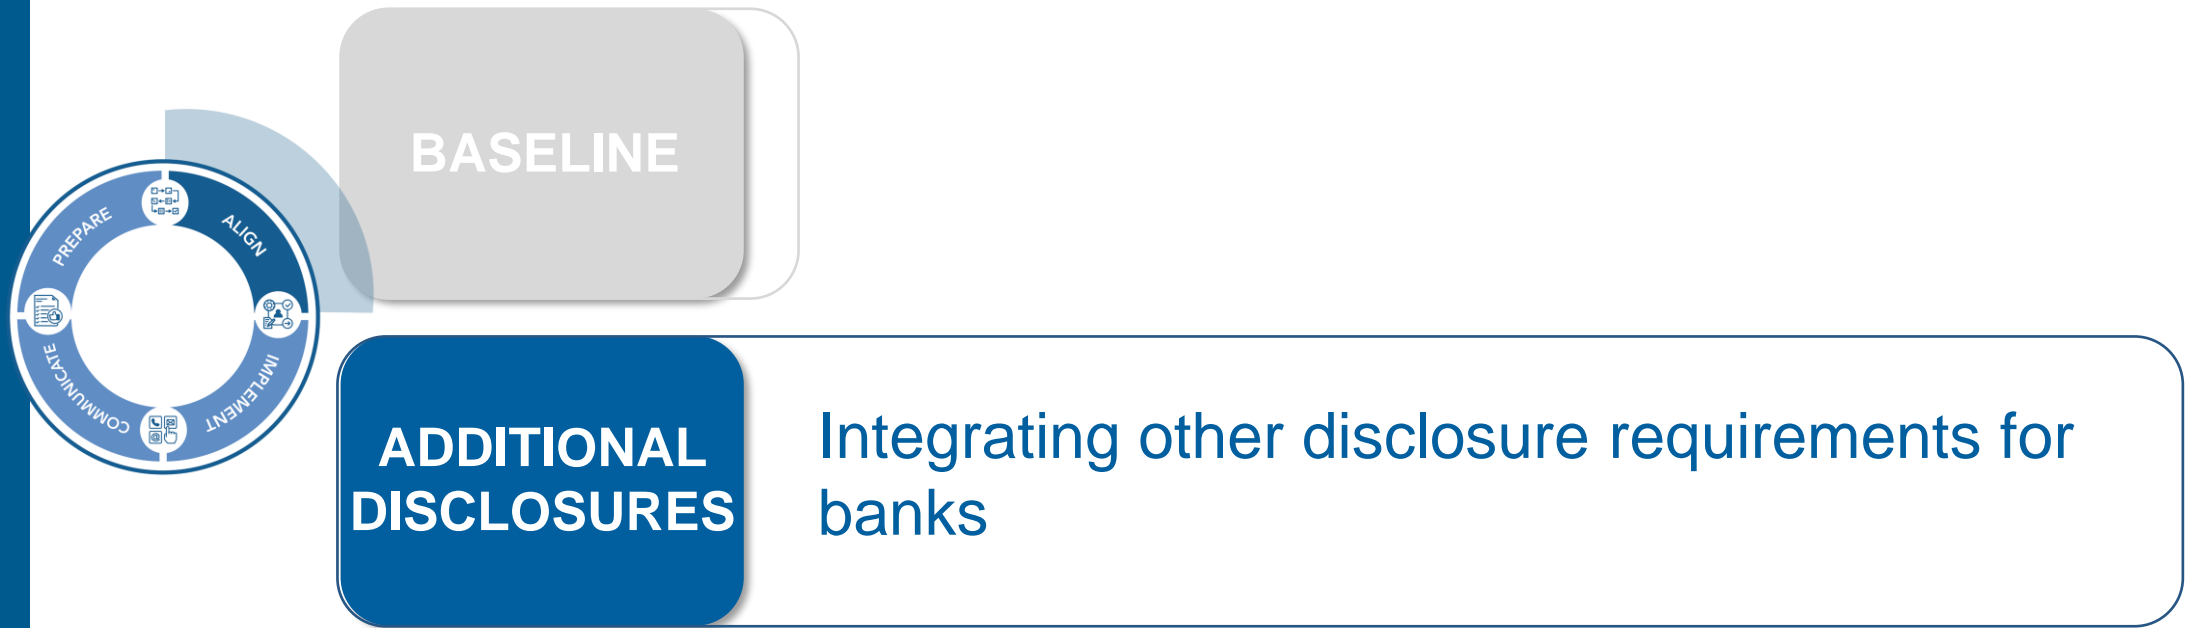 BASELINE
PREPARE
ALIGN
IMPLEMENT
COMMUNICATE
ADDITIONAL
DISCLOSURES
Integrating other disclosure requirements for
banks